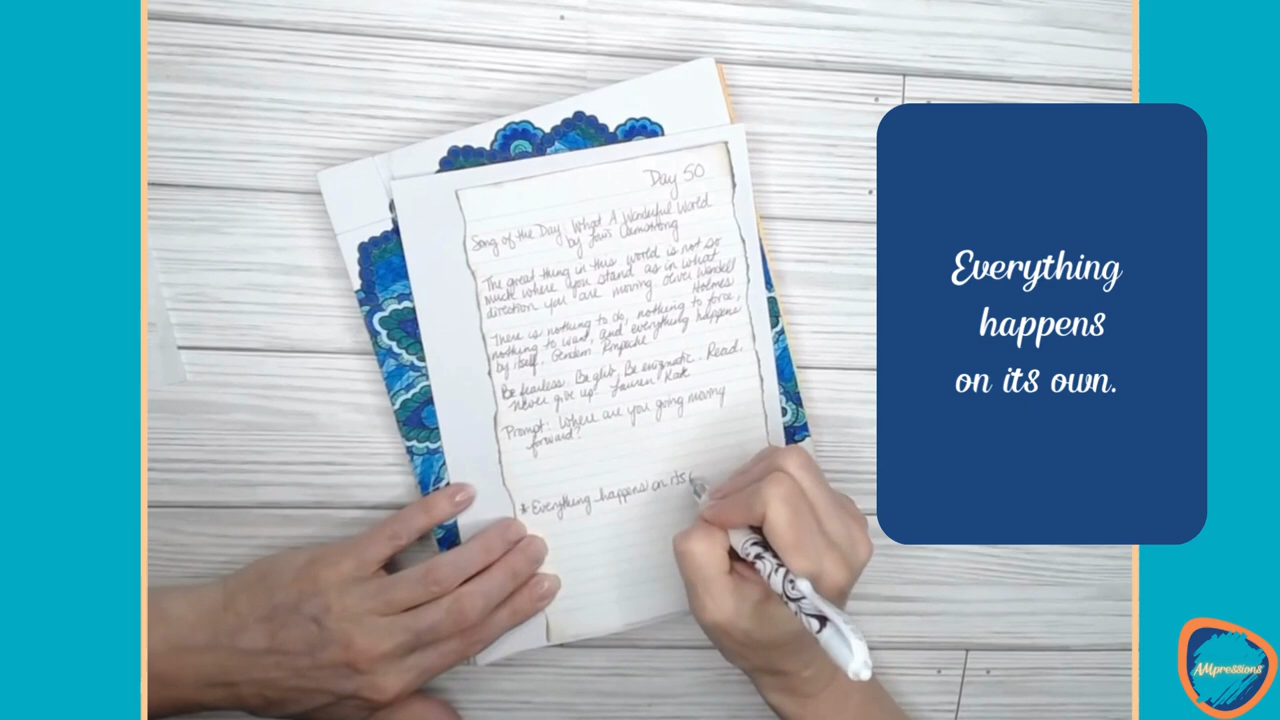 Day 50
Song of the Day, What A Wonderful World
by Louis Armstrong
The great thing in this world is not so
much where you stand as in what
direction you are moving. Oliver Wendell
Holmes
There is nothing to do, nothing to force,
nothing to want, and everything happens
by itself. Gendem Rinpoche
Be fearless. Be glib. Be enigmatic. Read.
Never give up! Lauren Kate
Prompt: Where are you going moving
forward?
* Everything happens on its
Everything
happens
on its own.
AMpressions